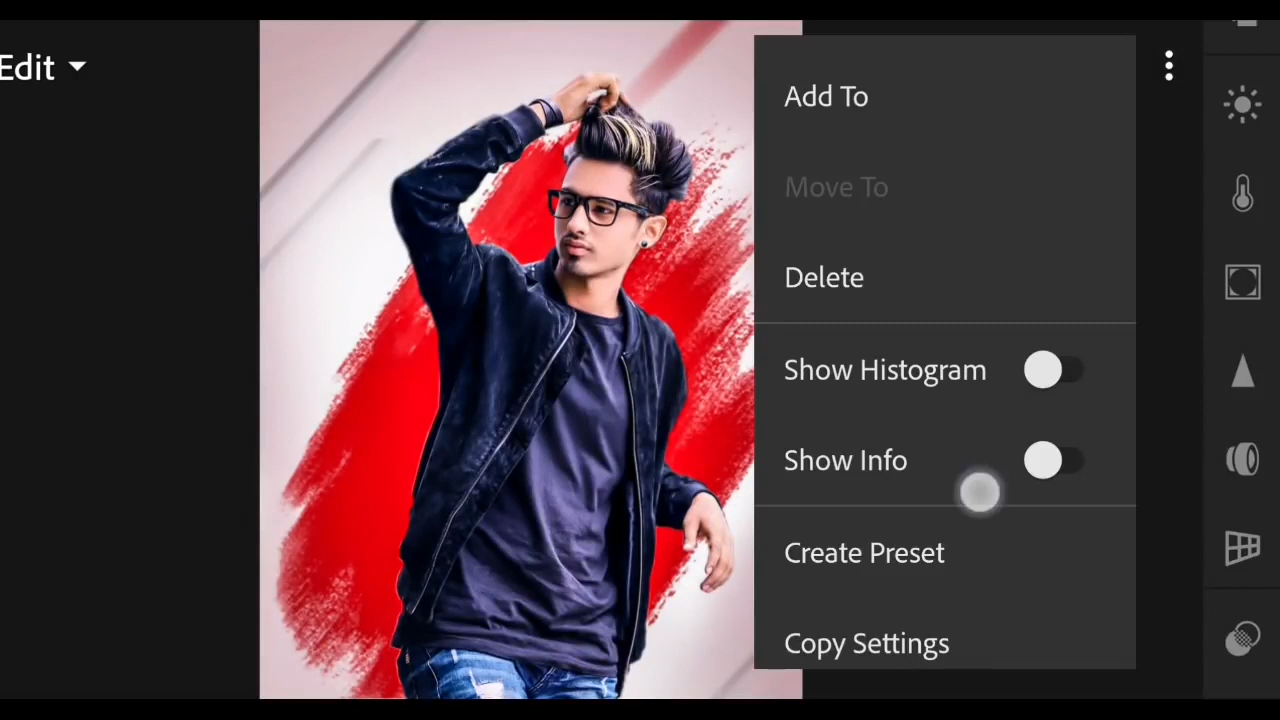 Edit
Add To
Move To
Delete
Show Histogram
Show Info
Create Preset
Copy Settings